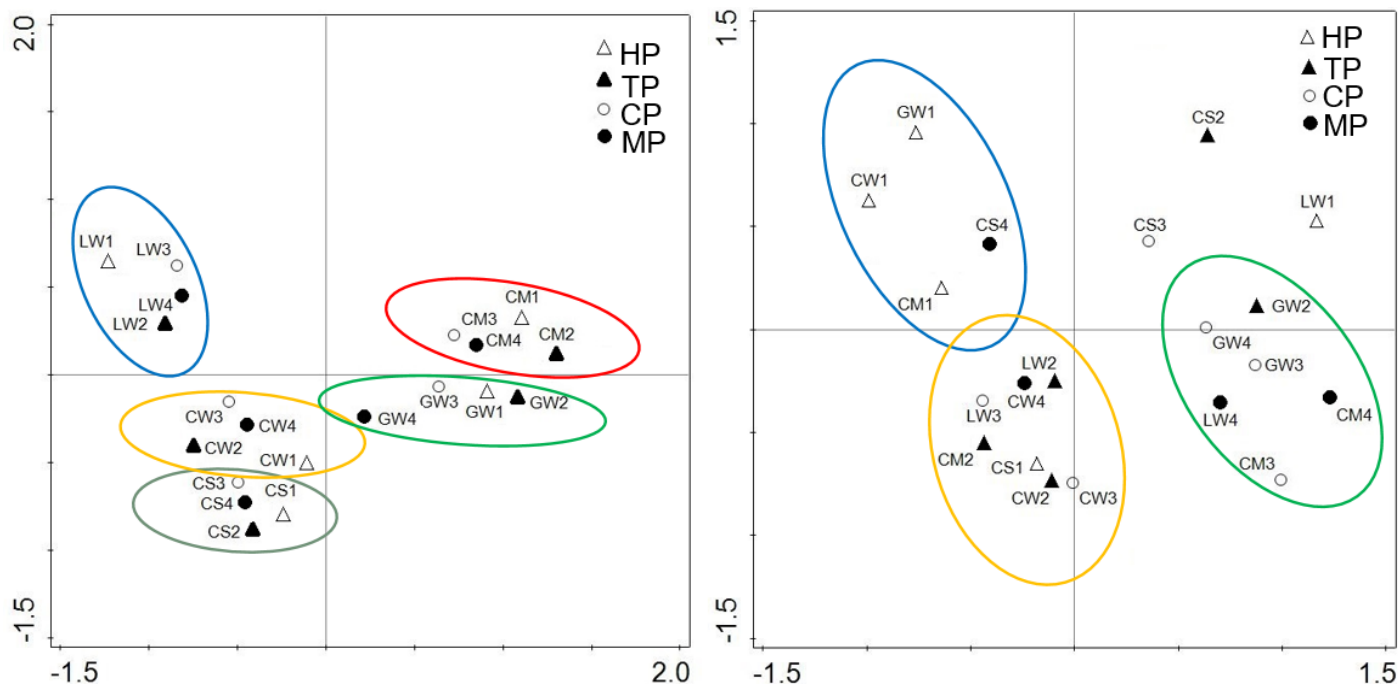 2.0
HP
TP
CP
MP
LW1
LW3
LW4
LW2
CM1
CM3
CM2
CM4
GW3
GW1
GW2
GW4
CW3
CW4
CW2
CW1
CS3
CS1
CS4
CS2
-1.5
-1.5
2.0
1.5
HP
TP
CP
MP
GW1
CS2
CW1
LW1
CS3
CS4
CM1
GW2
GW4
GW3
LW2
CW4
LW3
LW4
CM4
CM2
CS1
CM3
CW2
CW3
-1.5
-1.5
1.5